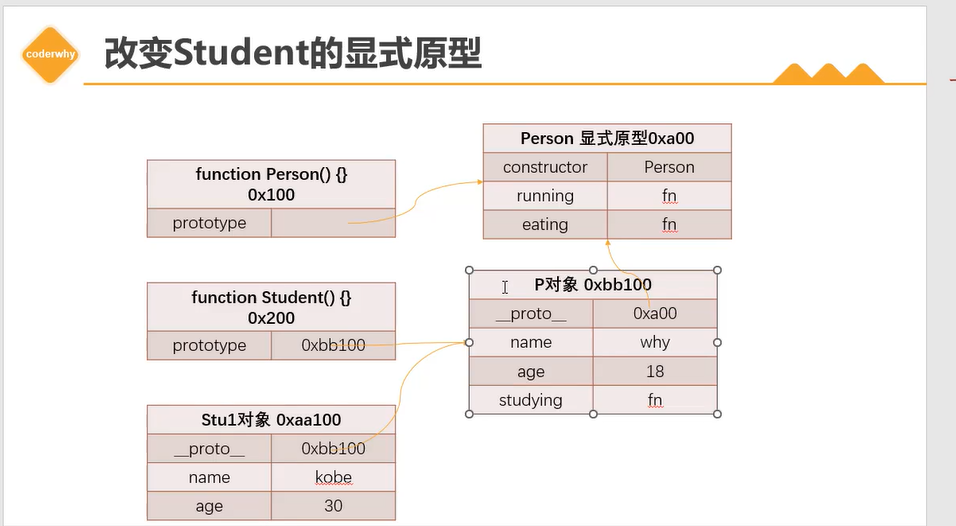 coderwhy
改变Student的显式原型
function Person() {}
0x100
prototype
Person 显式原型0xa00
constructor Person
running fn
eating fn
function Student() {}
0x200
prototype 0xbb100
P对象 0xbb100
__proto__ 0xa00
name why
age 18
studying fn
Stu1对象 0xaa100
__proto__ 0xbb100
name kobe
age 30